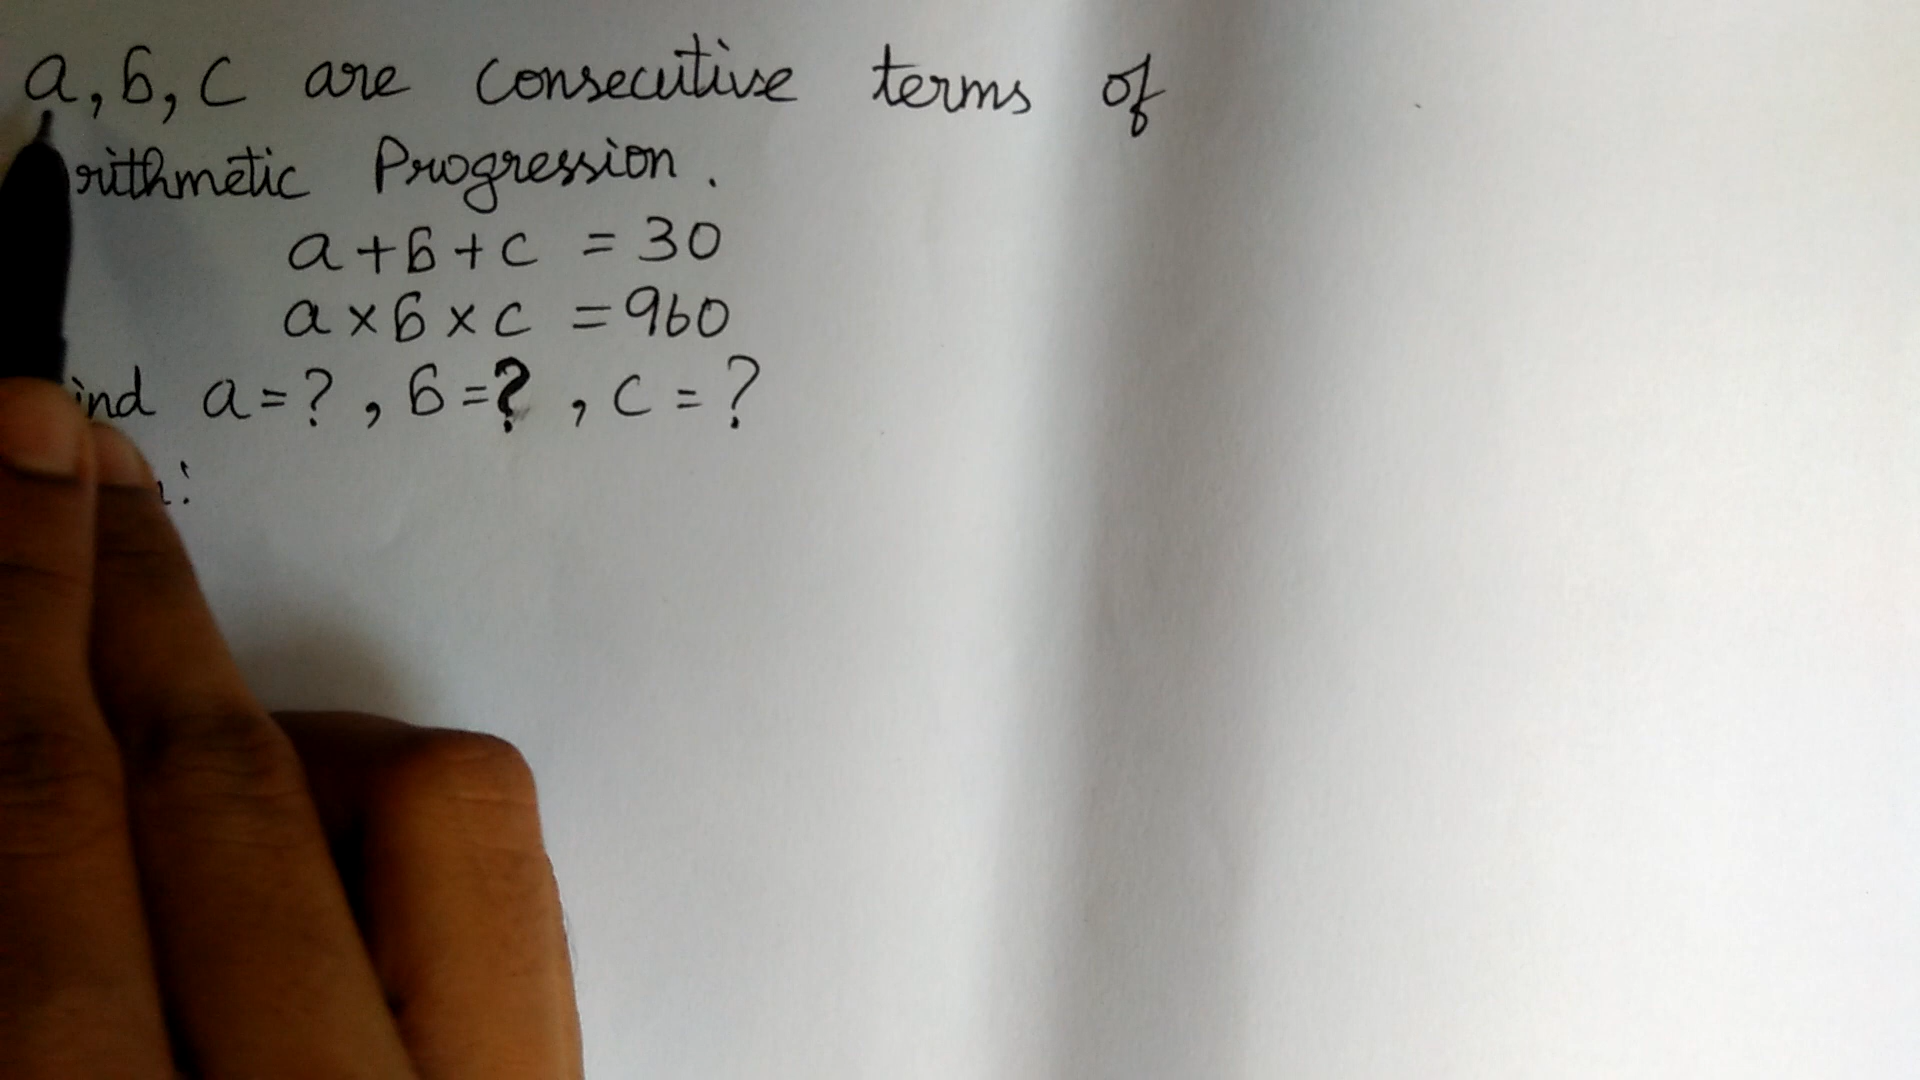 a, b, c are consecutive terms of
rithmetic Progression.
a + b + c = 30
a × b × c = 960
ind a = ? , b = ? , c = ?
: